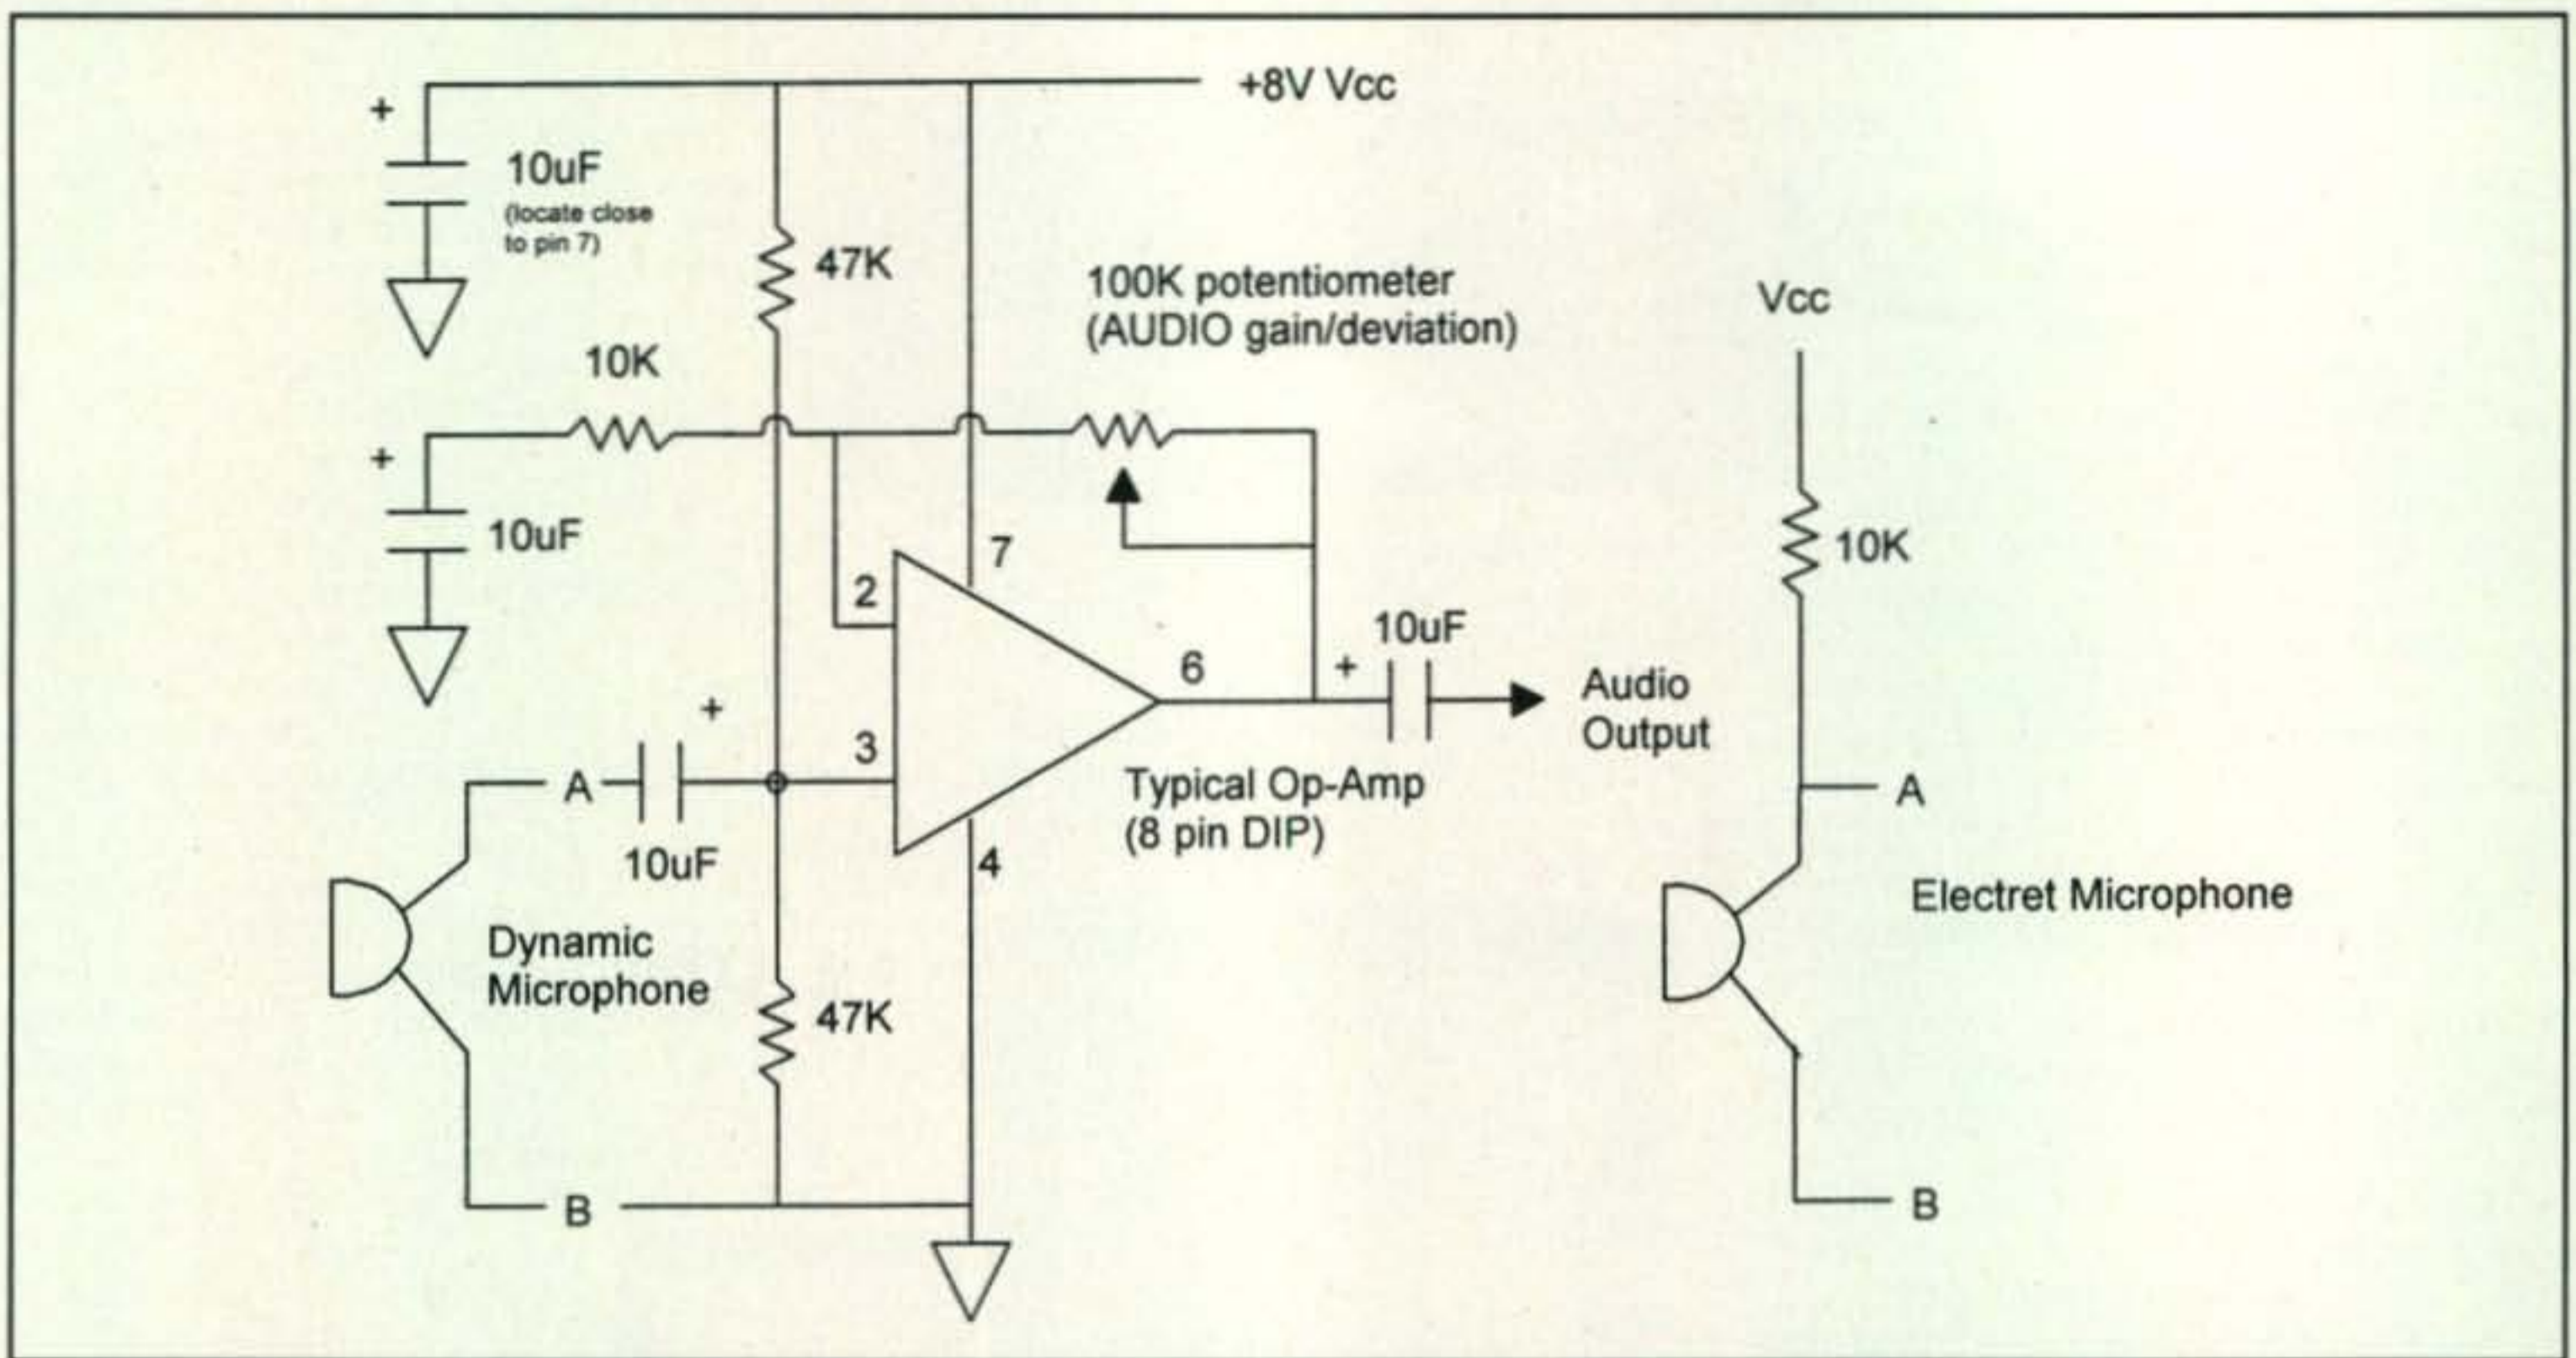 +8V Vcc
+
10uF
(locate close
to pin 7)
47K
100K potentiometer
(AUDIO gain/deviation)
Vcc
10K
+
10uF
10K
7
2
6
10uF
+
Audio
Output
+
3
A
10uF
Typical Op-Amp
(8 pin DIP)
4
A
Electret Microphone
Dynamic
Microphone
47K
B
B